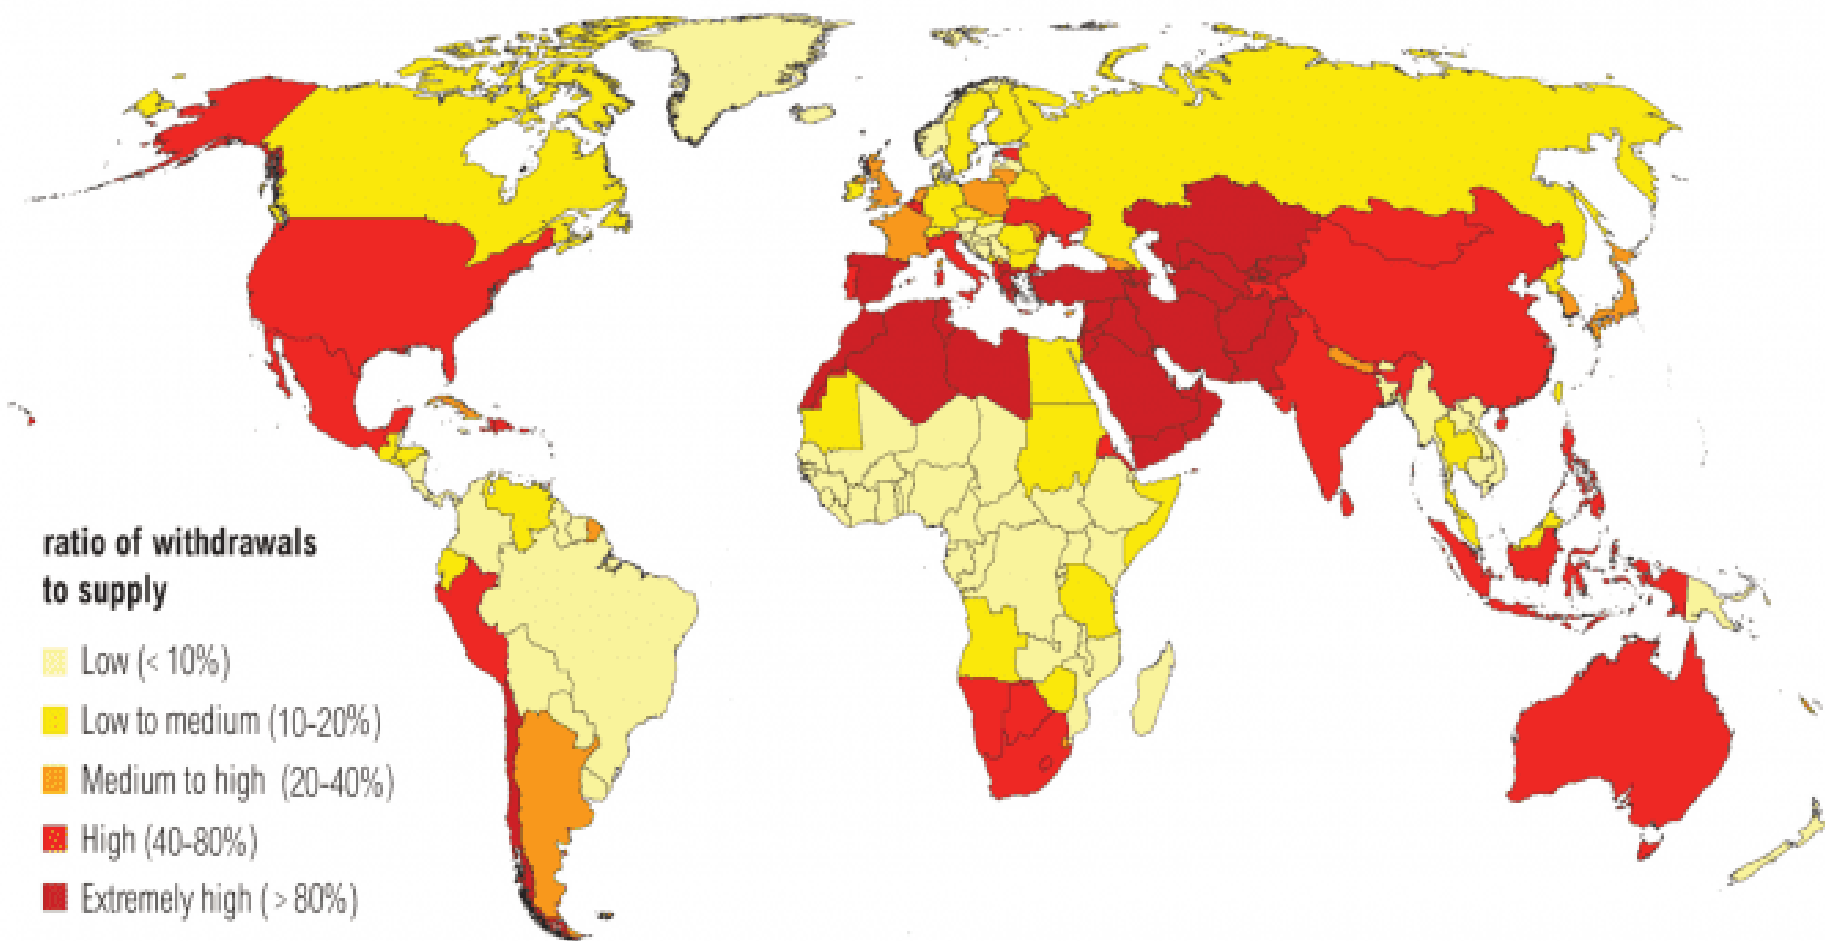 ratio of withdrawals
to supply
Low (< 10%)
Low to medium (10-20%)
Medium to high (20-40%)
High (40-80%)
Extremely high ( > 80%)